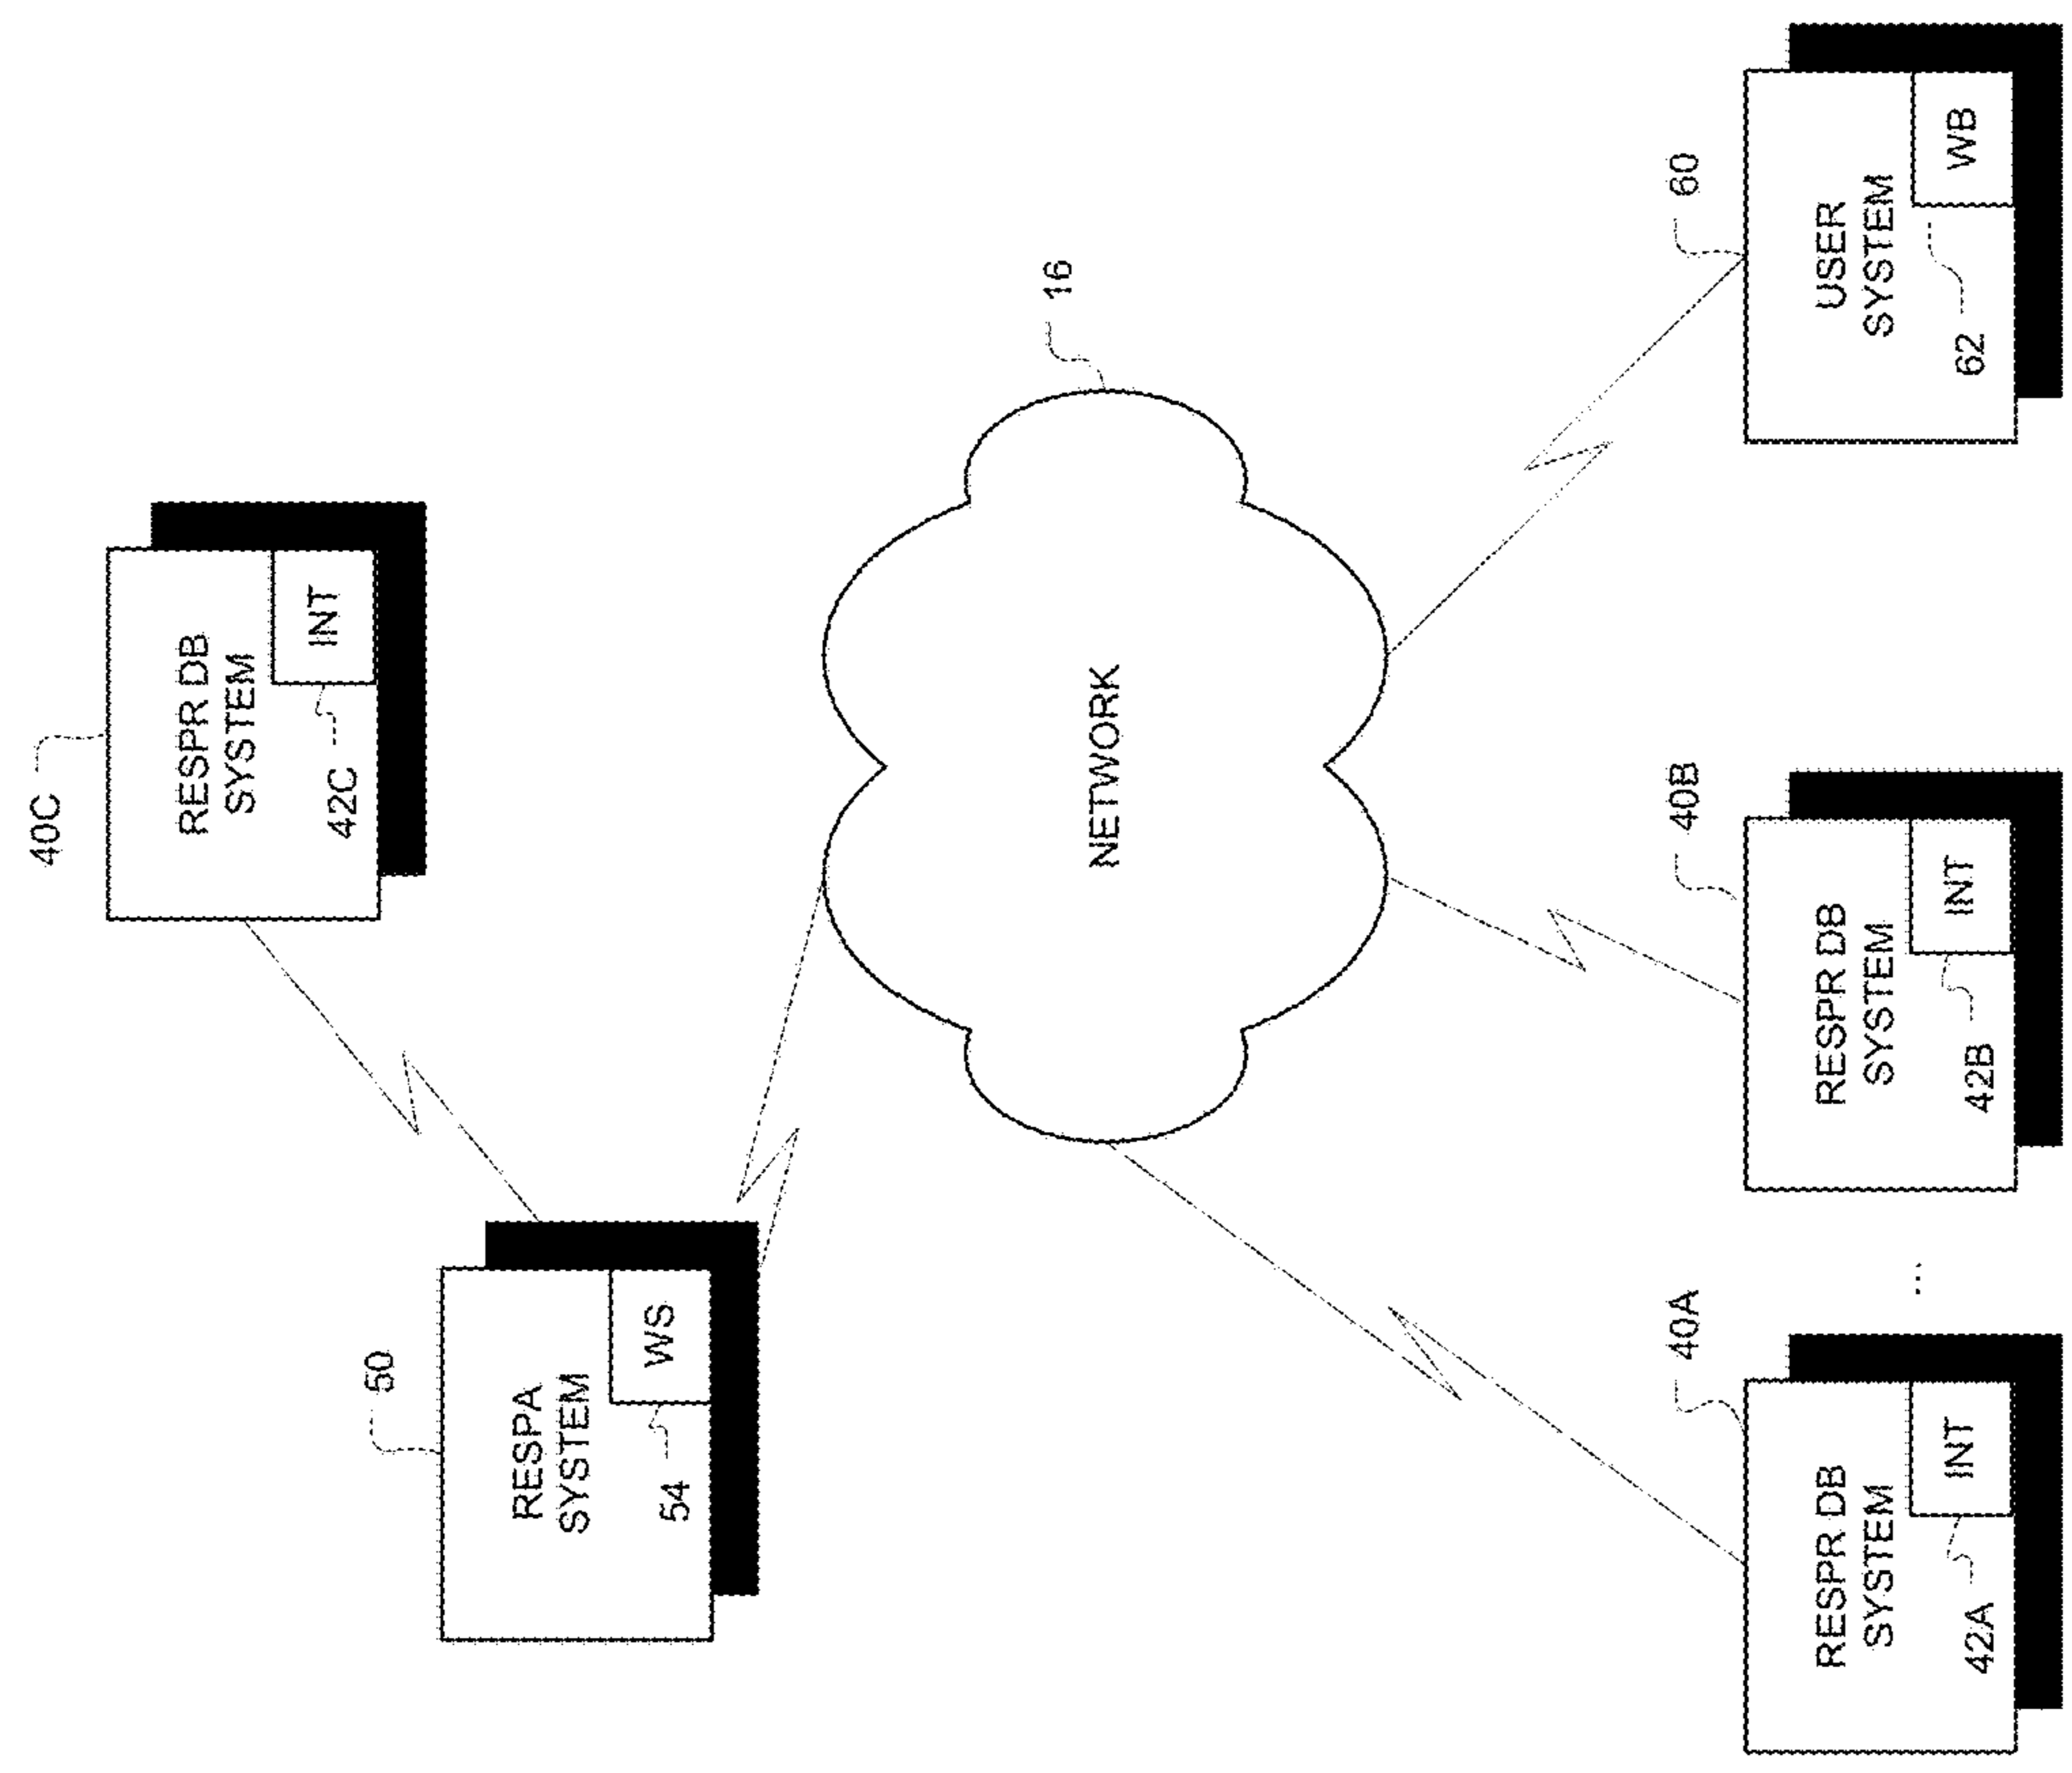 50
RESPA
SYSTEM
WS
54
40C
RESPR DB
SYSTEM
INT
42C
NETWORK
16
40A
RESPR DB
SYSTEM
INT
42A
...
40B
RESPR DB
SYSTEM
INT
42B
60
USER
SYSTEM
WB
62